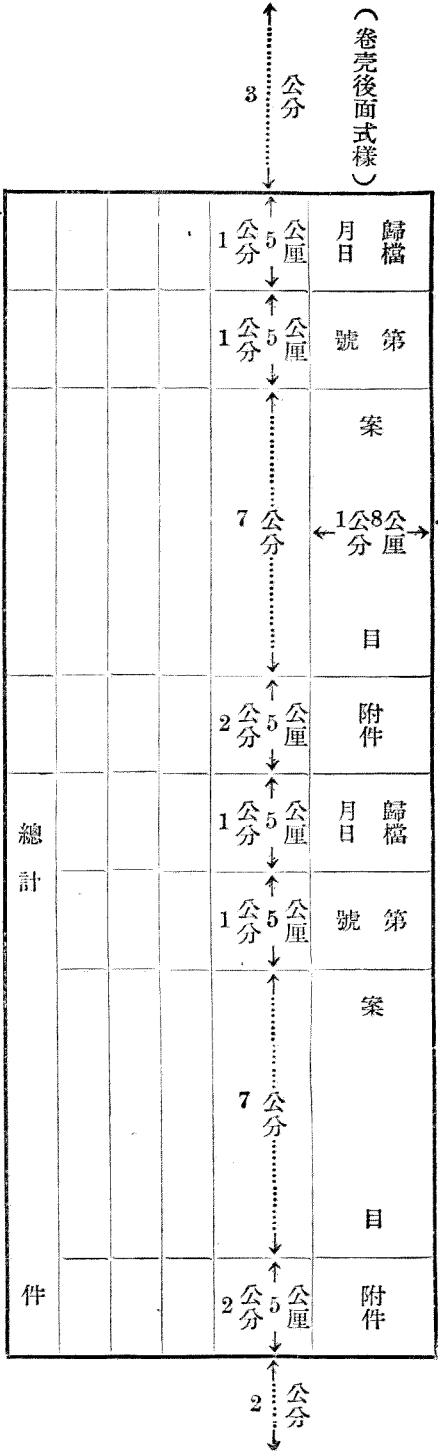 （卷壳後面式樣）
歸檔月日
第號
案目
1公分8公厘
附件
歸檔月日
第號
案目
附件
3公分
1公分5公厘
1公分5公厘
7公分
2公分5公厘
1公分5公厘
1公分5公厘
7公分
2公分5公厘
2公分
總計件